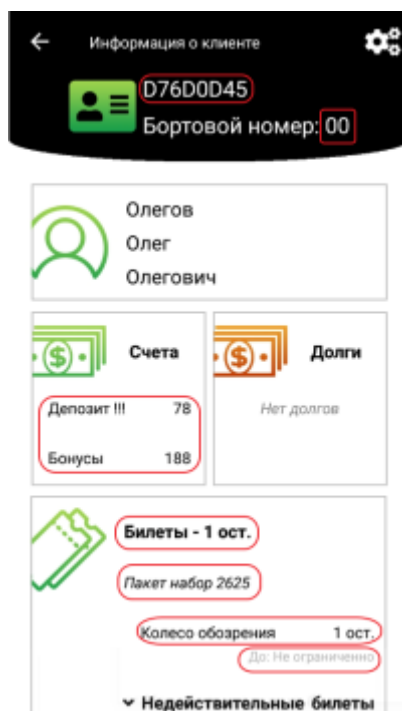 Информация о клиенте
D76D0D45
Бортовой номер: 00
Олегов
Олег
Олегович
Счета
Депозит !!! 78
Бонусы 188
Долги
Нет долгов
Билеты - 1 ост.
Пакет набор 2625
Колесо обозрения 1 ост.
До: Не ограниченно
Недействительные билеты